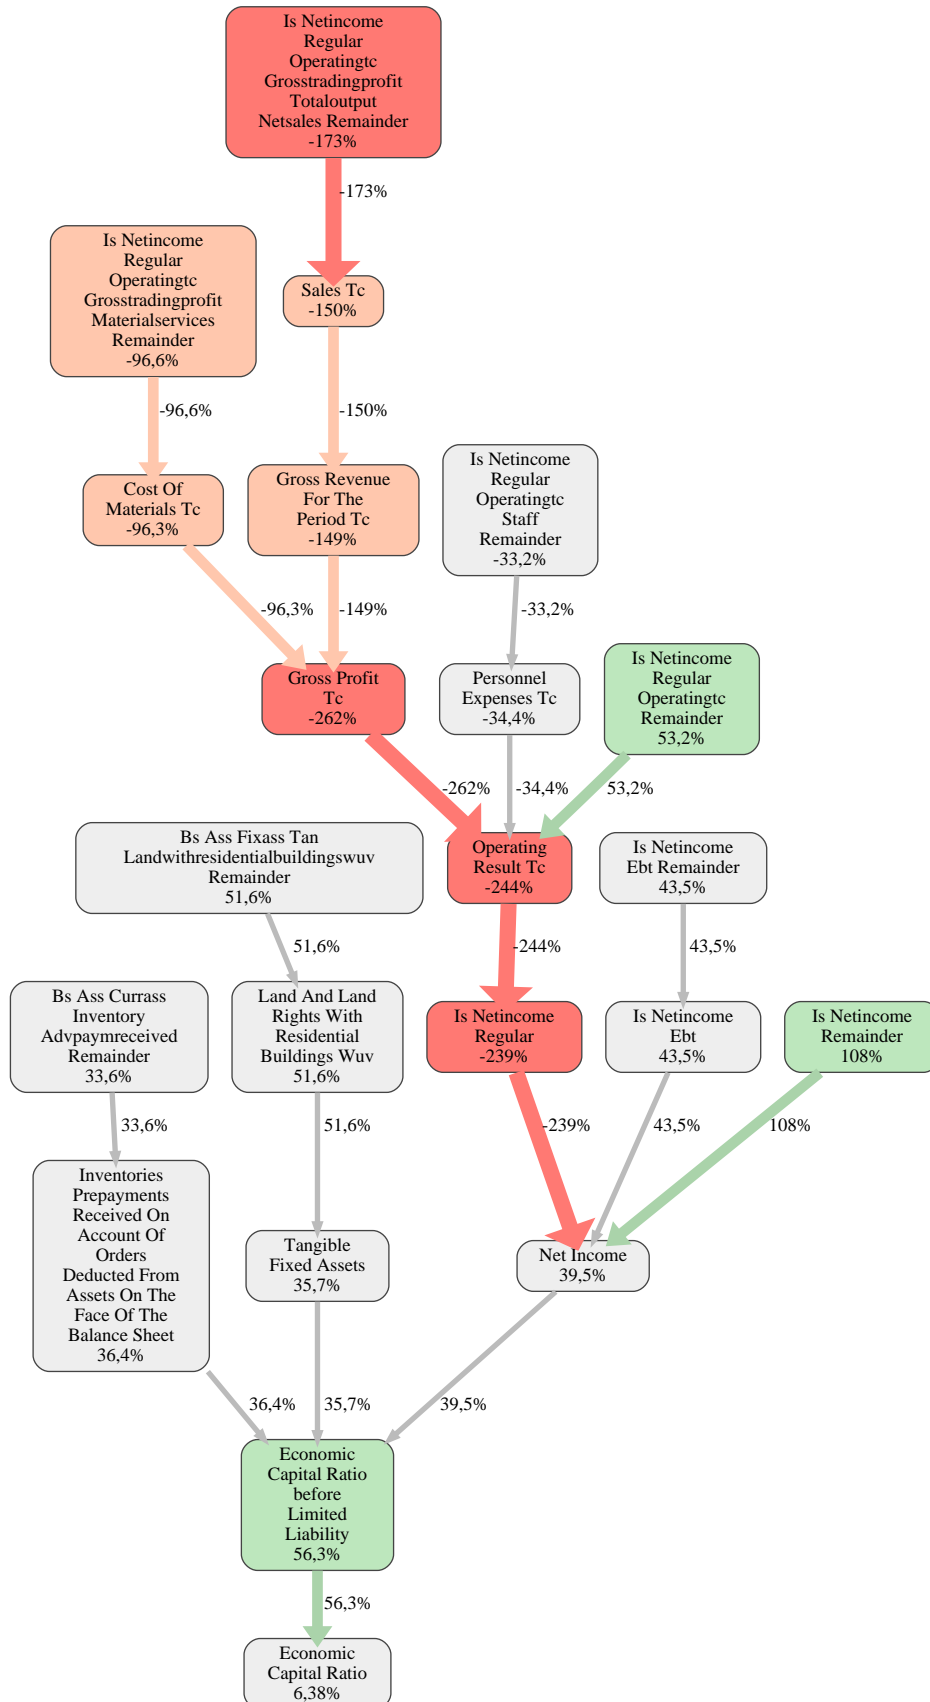 Is Netincome
Regular
Operatingtc
Grosstradingprofit
Totaloutput
Netsales Remainder
-173%
-173%
Is Netincome
Regular
Operatingtc
Grosstradingprofit
Materialservices
Remainder
-96,6%
Sales Tc
-150%
-96,6%
-150%
Is Netincome
Regular
Operatingtc
Staff
Remainder
-33,2%
Cost Of
Materials Tc
-96,3%
Gross Revenue
For The
Period Tc
-149%
-96,3%
-149%
-33,2%
Gross Profit
Tc
-262%
Personnel
Expenses Tc
-34,4%
Is Netincome
Regular
Operatingtc
Remainder
53,2%
-262%
-34,4%
53,2%
Bs Ass Fixass Tan
Landwithresidentialbuildingswuv
Remainder
51,6%
Operating
Result Tc
-244%
Is Netincome
Ebt Remainder
43,5%
51,6%
-244%
43,5%
Bs Ass Currass
Inventory
Advpaymreceived
Remainder
33,6%
Land And Land
Rights With
Residential
Buildings Wuv
51,6%
Is Netincome
Regular
-239%
Is Netincome
Ebt
43,5%
Is Netincome
Remainder
108%
33,6%
51,6%
-239%
43,5%
108%
Inventories
Prepayments
Received On
Account Of
Orders
Deducted From
Assets On The
Face Of The
Balance Sheet
36,4%
Tangible
Fixed Assets
35,7%
Net Income
39,5%
36,4%
35,7%
39,5%
Economic
Capital Ratio
before
Limited
Liability
56,3%
56,3%
Economic
Capital Ratio
6,38%